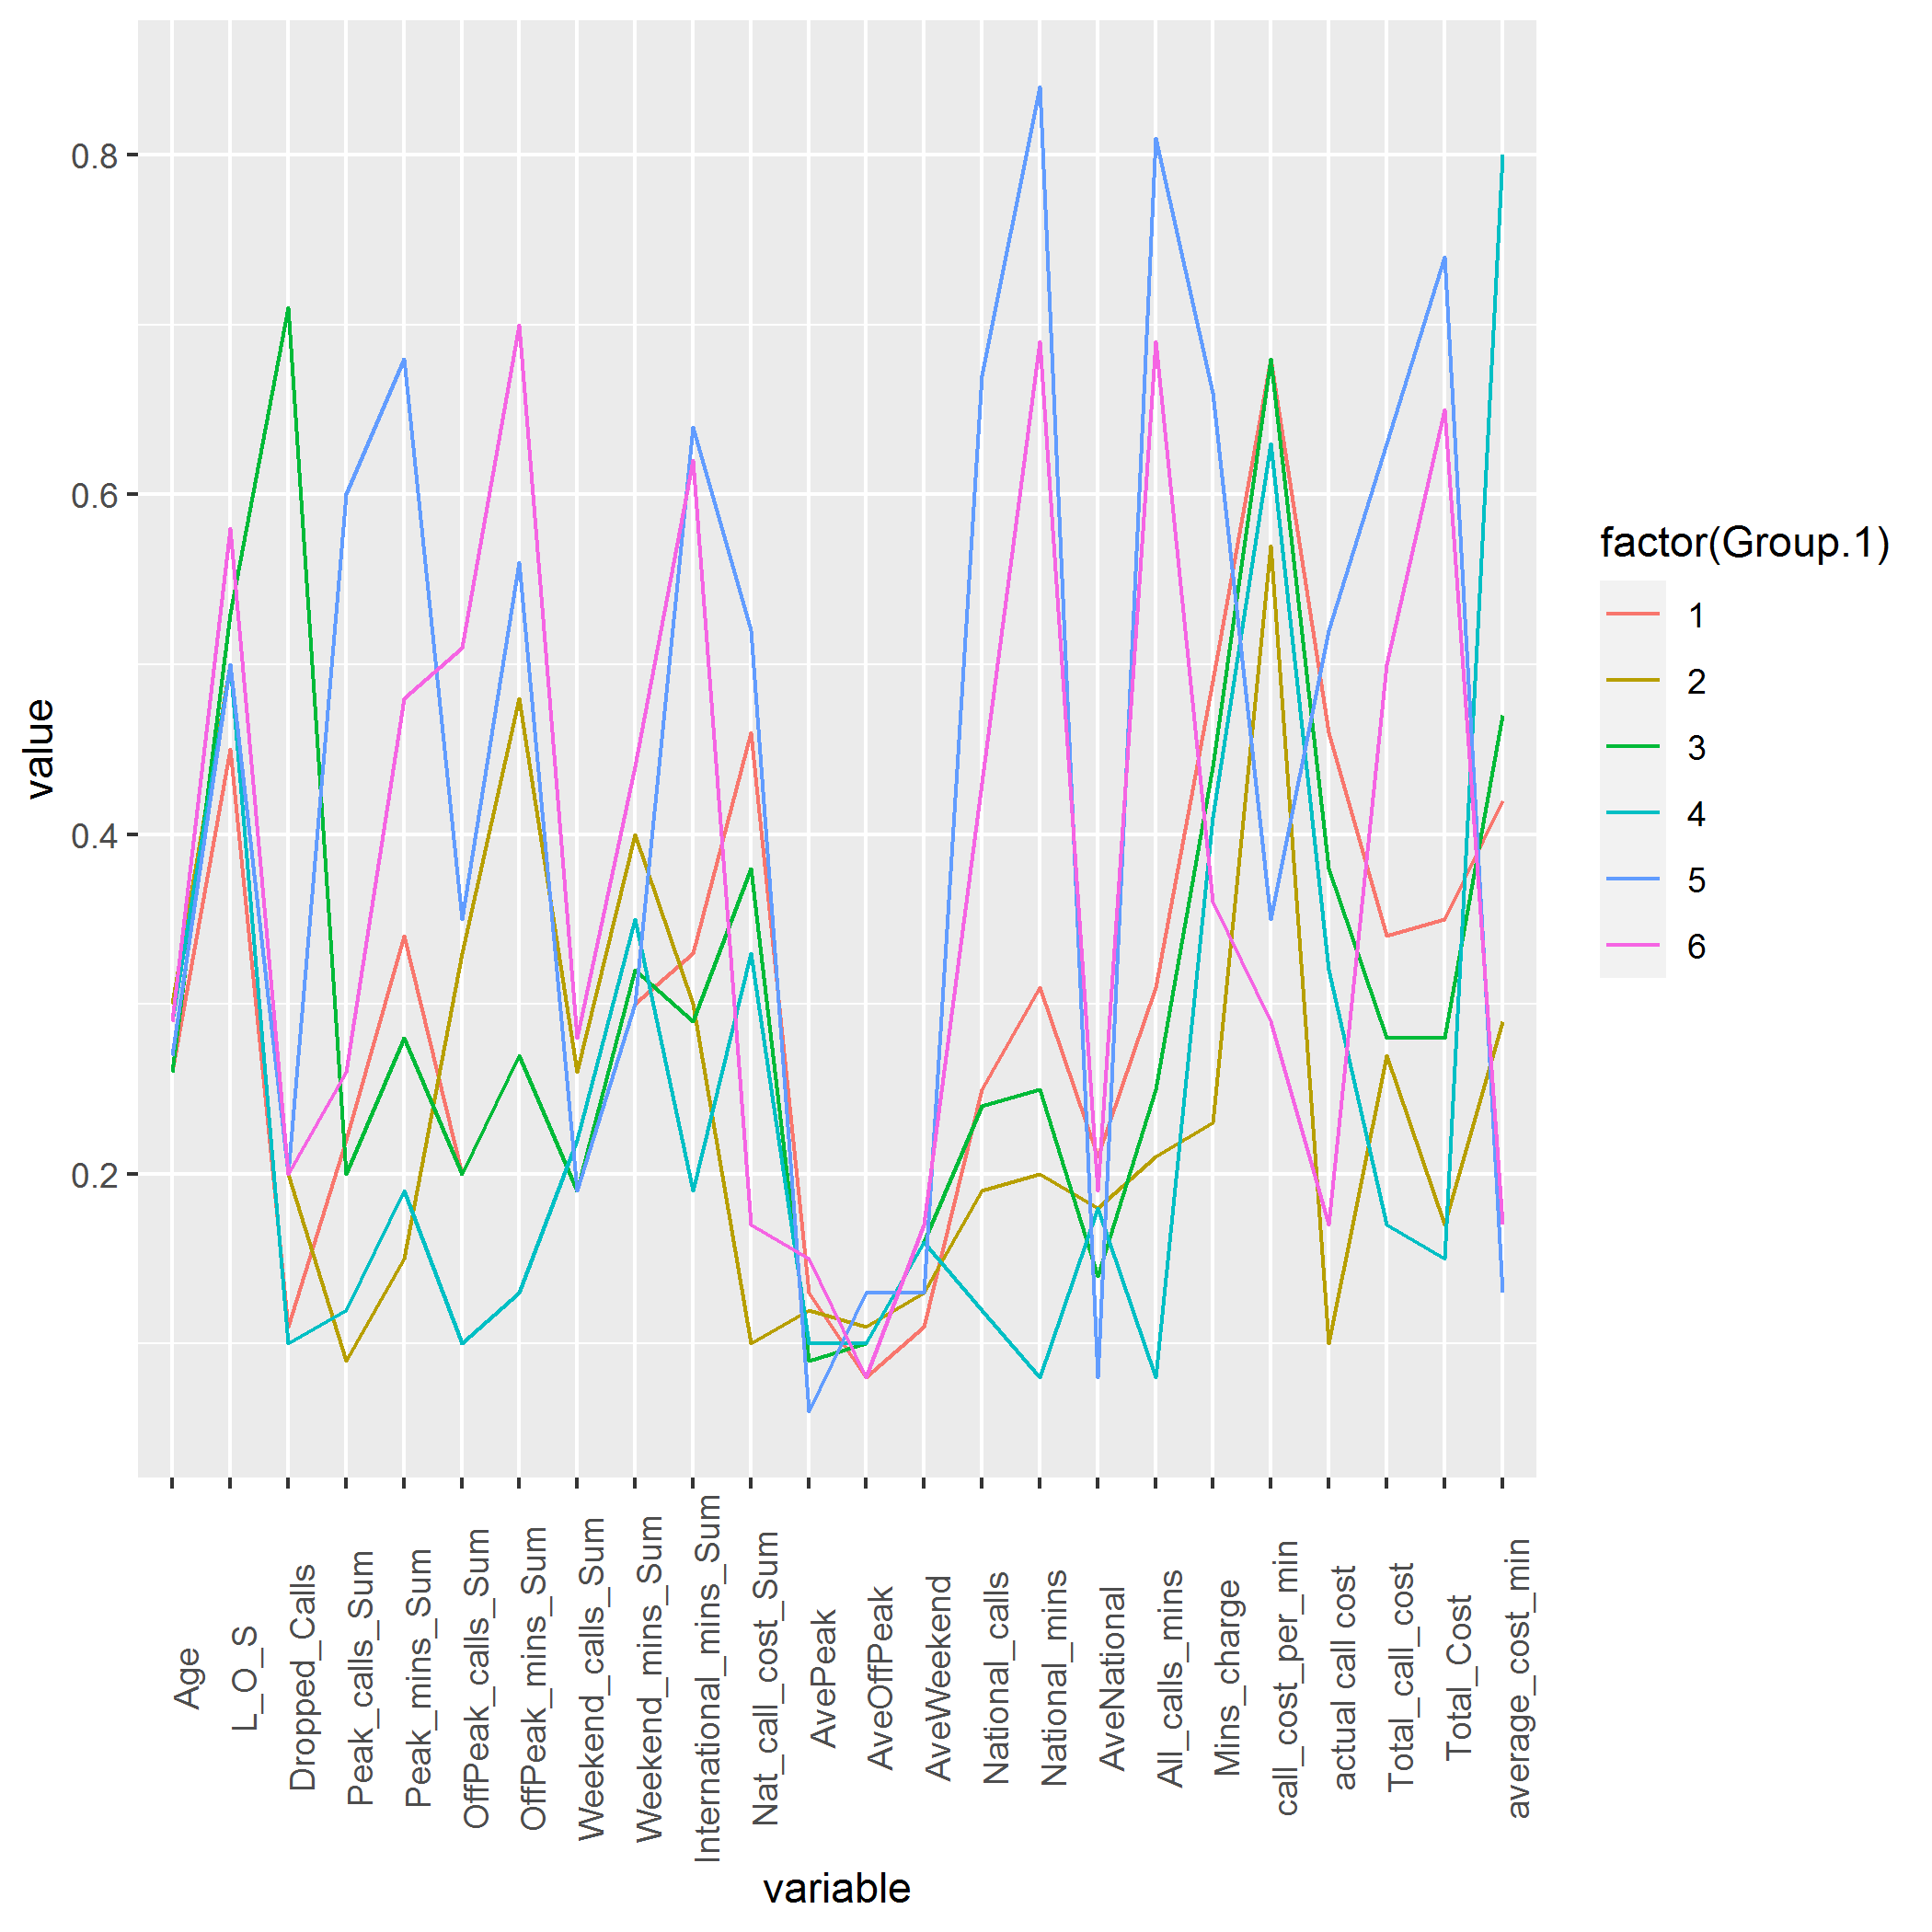 0.8
0.6
0.4
0.2
value
Age
L_O_S
Dropped_Calls
Peak_calls_Sum
Peak_mins_Sum
OffPeak_calls_Sum
OffPeak_mins_Sum
Weekend_calls_Sum
Weekend_mins_Sum
International_mins_Sum
Nat_call_cost_Sum
AvePeak
AveOffPeak
AveWeekend
National_calls
National_mins
AveNational
All_calls_mins
Mins_charge
call_cost_per_min
actual call cost
Total_call_cost
Total_Cost
average_cost_min
variable
factor(Group.1)
1
2
3
4
5
6